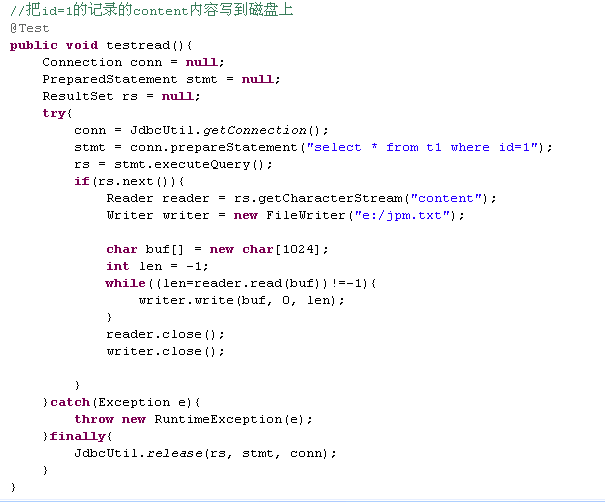 //把id=1的记录的content内容写到磁盘上
@Test
public void testread(){
    Connection conn = null;
    PreparedStatement stmt = null;
    ResultSet rs = null;
    try{
        conn = JdbcUtil.getConnection();
        stmt = conn.prepareStatement("select * from t1 where id=1");
        rs = stmt.executeQuery();
        if(rs.next()){
            Reader reader = rs.getCharacterStream("content");
            Writer writer = new FileWriter("e:/jpm.txt");
            char buf[] = new char[1024];
            int len = -1;
            while((len=reader.read(buf))!=-1){
                writer.write(buf, 0, len);
            }
            reader.close();
            writer.close();
        }
    }catch(Exception e){
        throw new RuntimeException(e);
    }finally{
        JdbcUtil.release(rs, stmt, conn);
    }
}